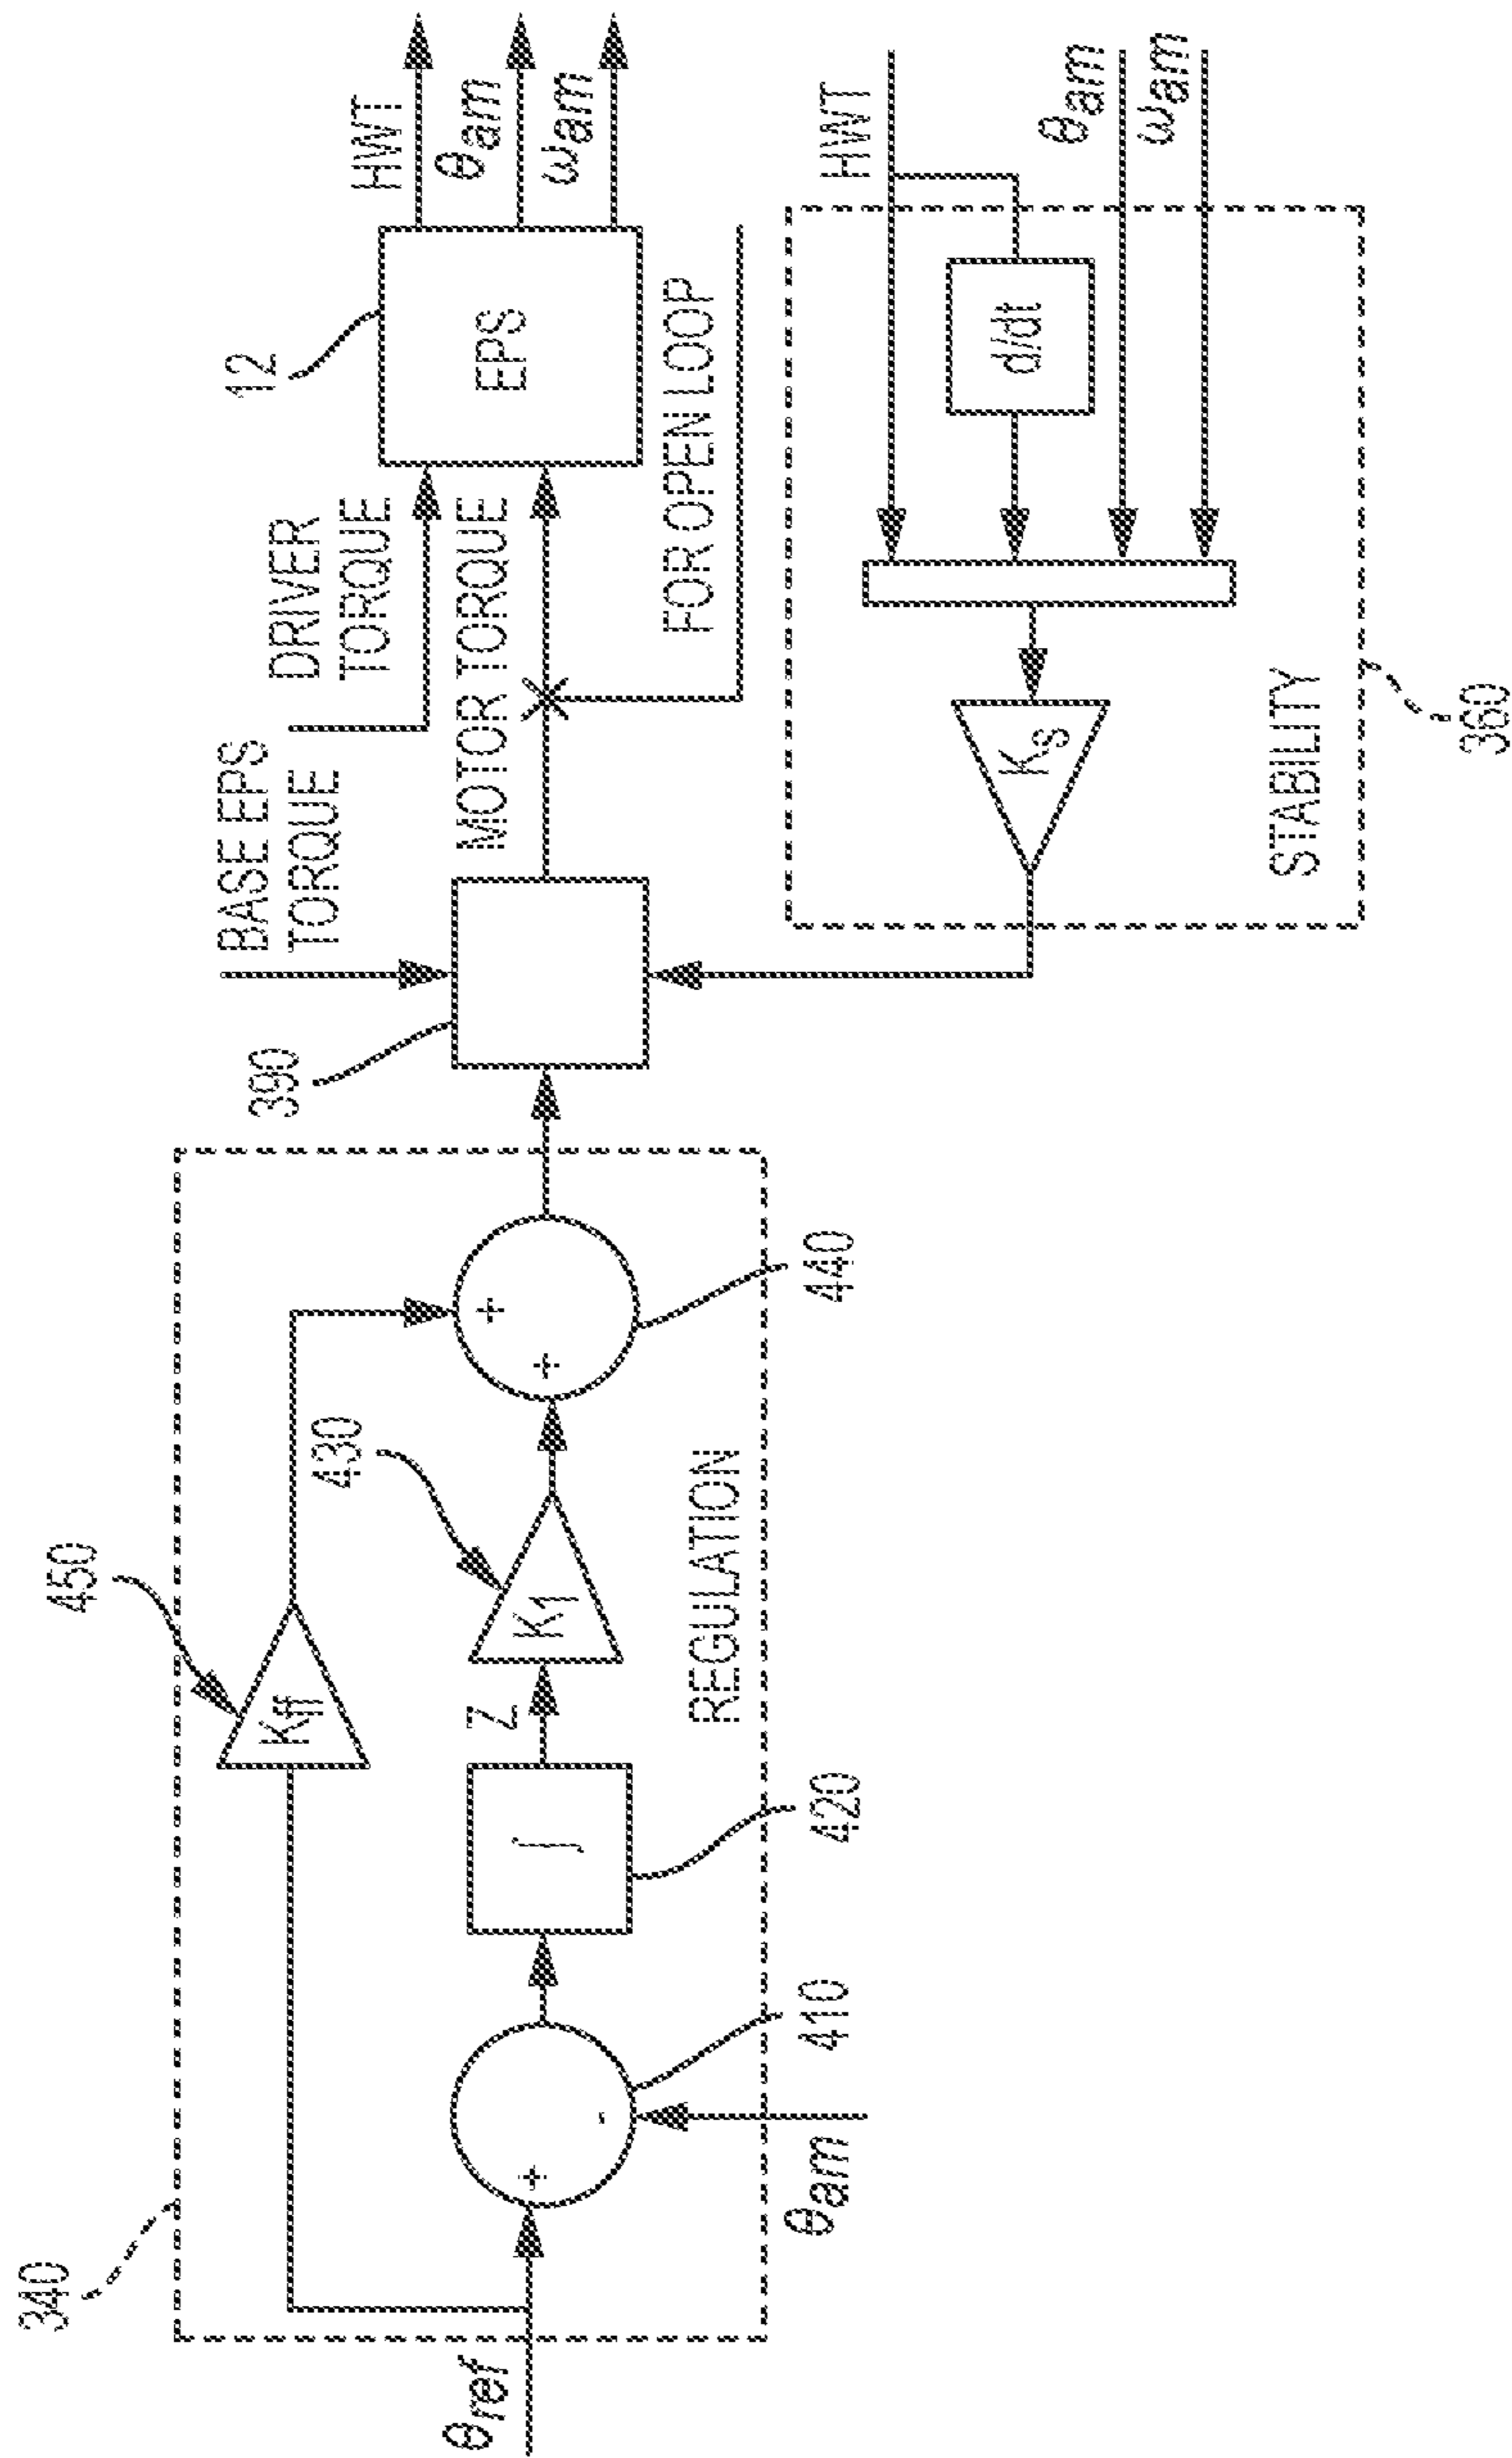 340
450
430
390
BASE EPS
TORQUE
DRIVER
TORQUE
12
HWT
θam
ωam
Kff
EPS
MOTOR TORQUE
FOR OPEN LOOP
θref
+
-
∫
Z
K1
+
+
REGULATION
θam
410
420
440
HWT
d/dt
θam
ωam
Ks
STABILITY
360